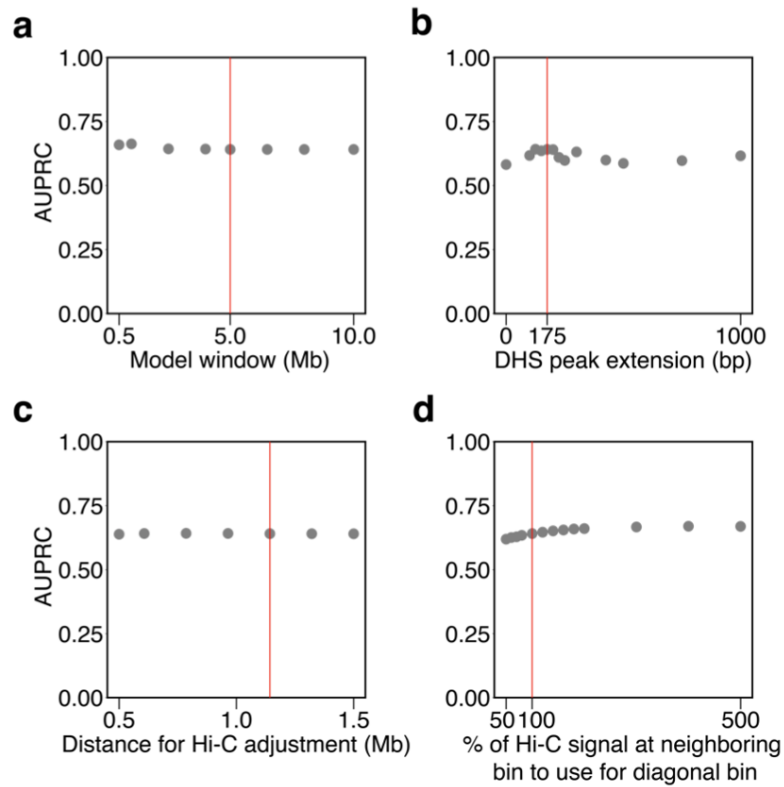 a
1.00
0.75
0.50
0.25
0.00
AUPRC
0.5 5.0 10.0
Model window (Mb)
b
1.00
0.75
0.50
0.25
0.00
0 175 1000
DHS peak extension (bp)
c
1.00
0.75
0.50
0.25
0.00
AUPRC
0.5 1.0 1.5
Distance for Hi-C adjustment (Mb)
d
1.00
0.75
0.50
0.25
0.00
50 100 500
% of Hi-C signal at neighboring
bin to use for diagonal bin